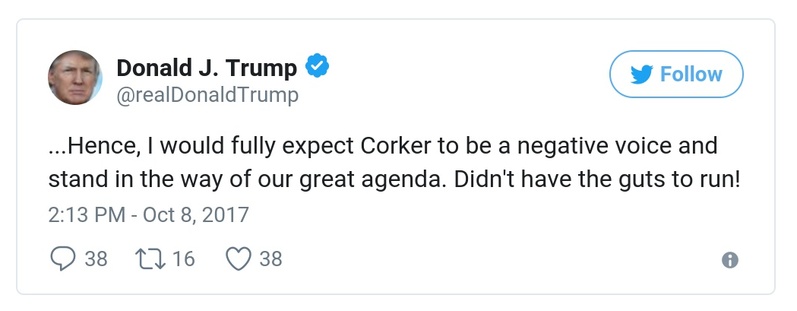 Donald J. Trump
@realDonaldTrump
Follow
...Hence, I would fully expect Corker to be a negative voice and
stand in the way of our great agenda. Didn't have the guts to run!
2:13 PM - Oct 8, 2017
38 16 38